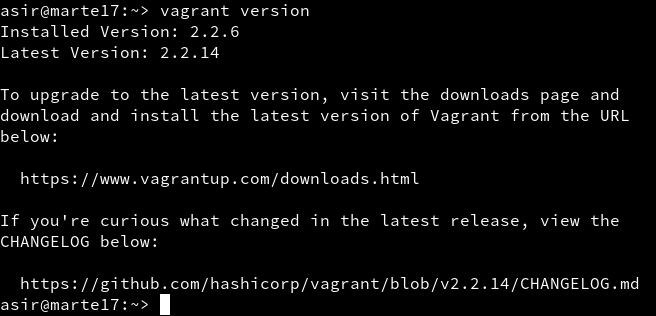 asir@marte17:~> vagrant version
Installed Version: 2.2.6
Latest Version: 2.2.14
To upgrade to the latest version, visit the downloads page and
download and install the latest version of Vagrant from the URL
below:
https://www.vagrantup.com/downloads.html
If you're curious what changed in the latest release, view the
CHANGELOG below:
https://github.com/hashicorp/vagrant/blob/v2.2.14/CHANGELOG.md
asir@marte17:~>